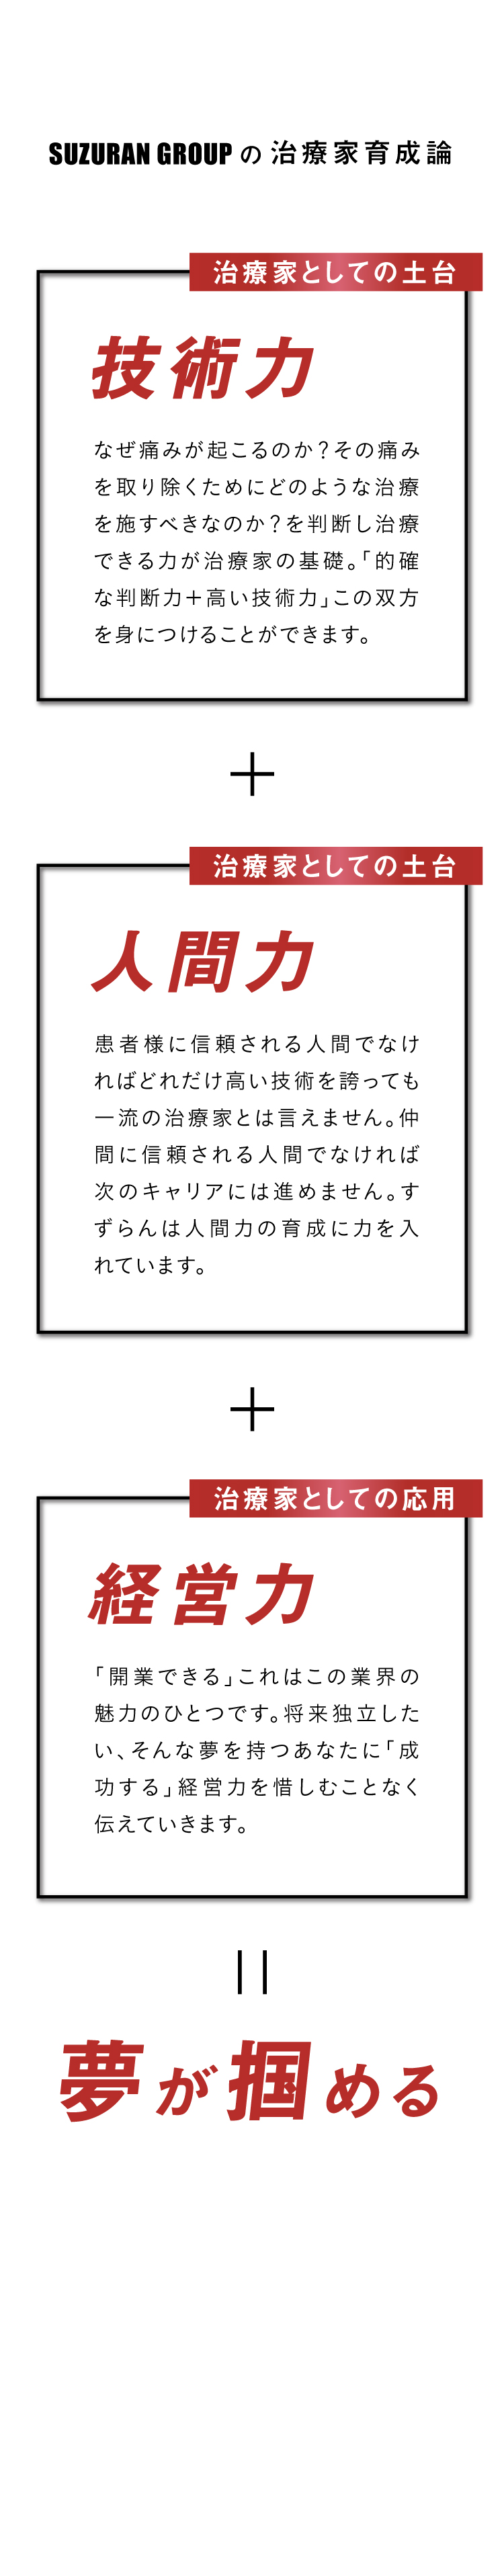 SUZURAN GROUP の 治療家育成論
治療家としての土台
技術力
なぜ痛みが起こるのか？その痛み
を取り除くためにどのような治療
を施すべきなのか？を判断し治療
できる力が治療家の基礎。「的確
な判断力＋高い技術力」この双方
を身につけることができます。
＋
治療家としての土台
人間力
患者様に信頼される人間でなけ
ればどれだけ高い技術を誇っても
一流の治療家とは言えません。仲
間に信頼される人間でなければ
次のキャリアには進めません。す
ずらんは人間力の育成に力を入
れています。
＋
治療家としての応用
経営力
「開業できる」これはこの業界の
魅力のひとつです。将来独立した
い、そんな夢を持つあなたに「成
功する」経営力を惜しむことなく
伝えていきます。
||
夢が掴める